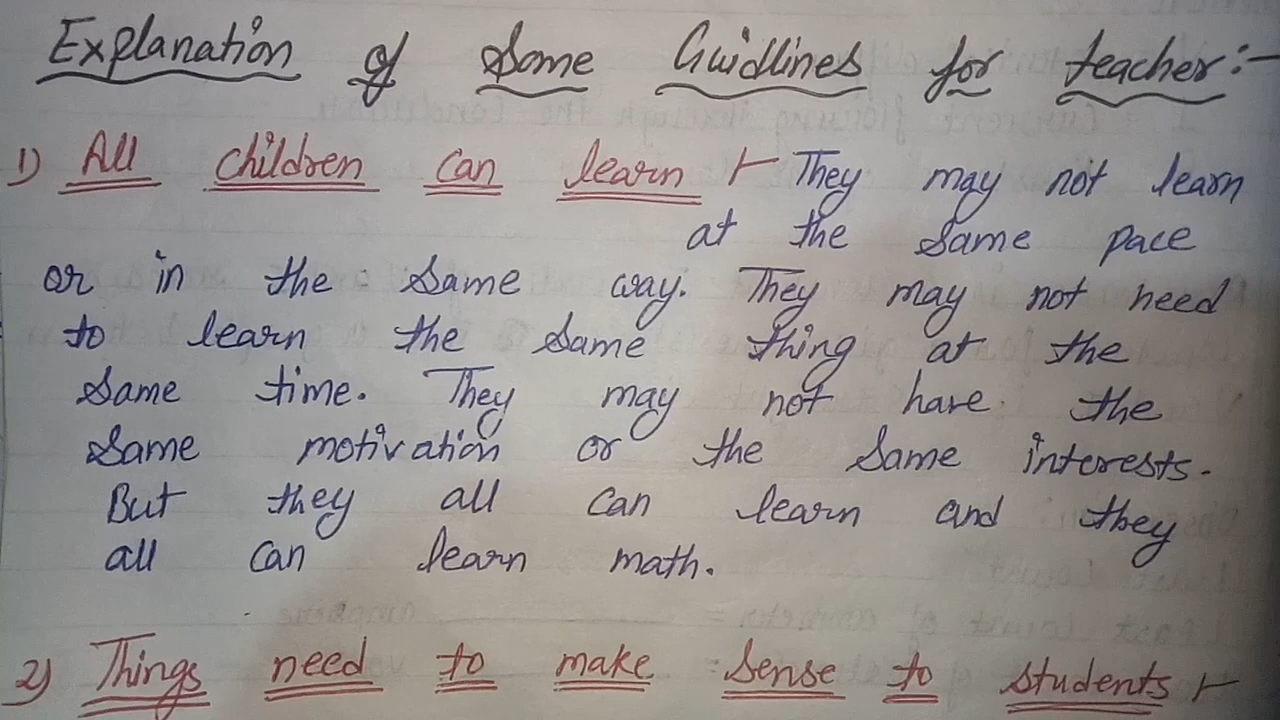 Explanation of Some Guidlines for teacher:-
1) All children can learn :- They may not learn
at the same pace
or in the same way. They may not need
to learn the same thing at the
same time. They may not have the
same motivation or the same interests.
But they all can learn and they
all can learn math.
2) Things need to make sense to students :-